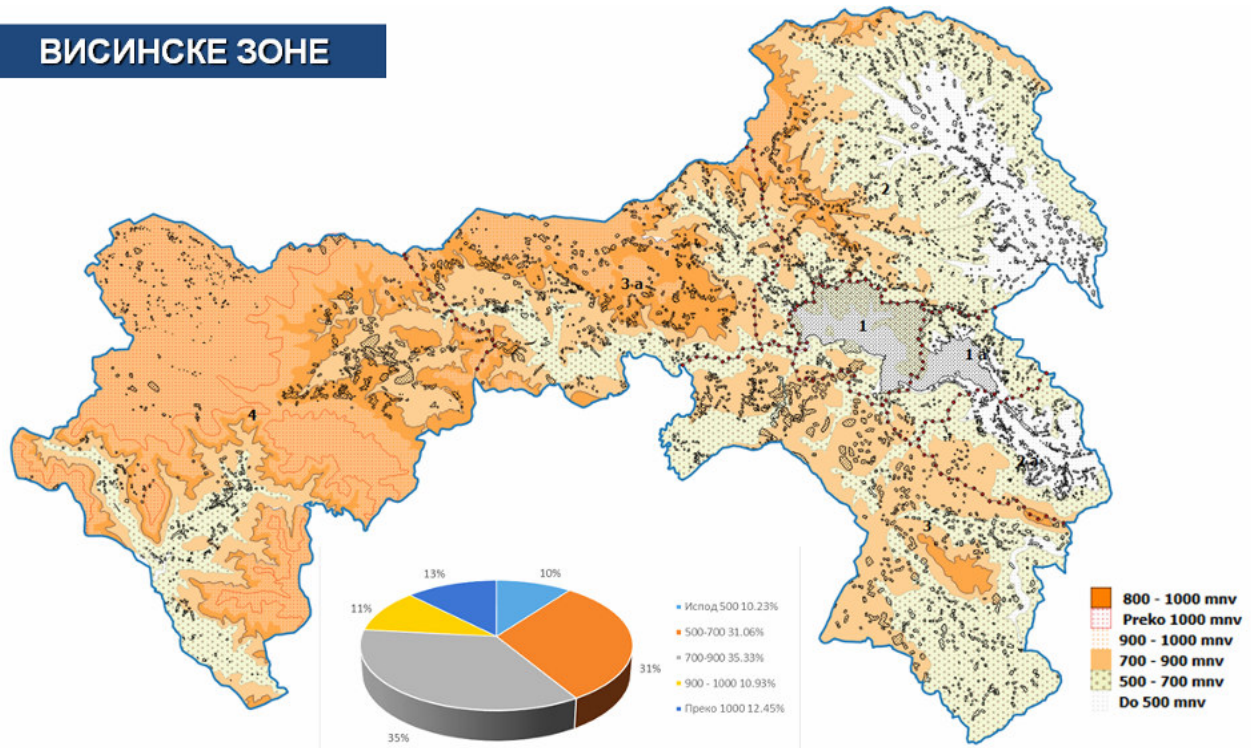 ВИСИНСКЕ ЗОНЕ
2
3 a
1
1 a
4
2 a
3
13%
10%
11%
31%
35%
Испод 500 10.23%
500-700 31.06%
700-900 35.33%
900 - 1000 10.93%
Преко 1000 12.45%
800 - 1000 mnv
Preko 1000 mnv
900 - 1000 mnv
700 - 900 mnv
500 - 700 mnv
Do 500 mnv